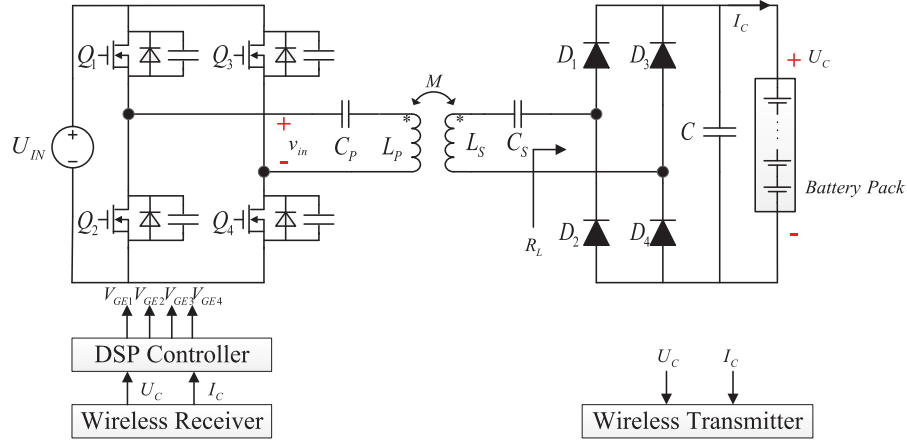 I_C
Q_1
Q_3
D_1
D_3
+ U_C
M
U_IN
+
-
+
v_in
-
C_P
* L_P
* L_S
C_S
C
Battery Pack
Q_2
Q_4
R_L
D_2
D_4
-
V_GE1 V_GE2 V_GE3 V_GE4
DSP Controller
U_C I_C
Wireless Receiver
U_C I_C
Wireless Transmitter